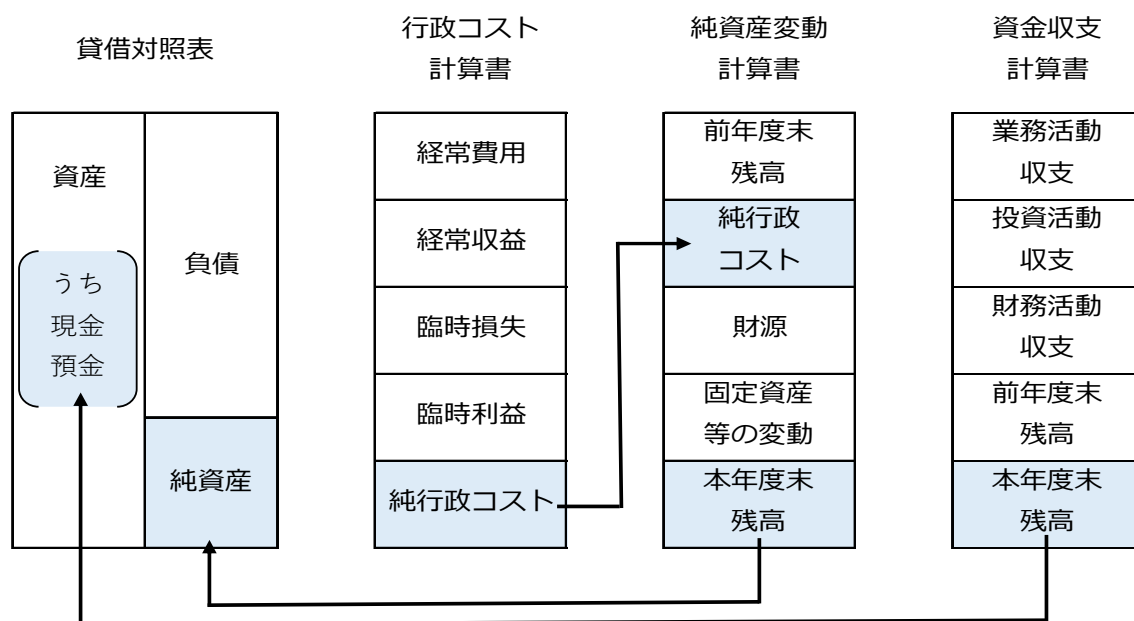 貸借対照表
資産
うち
現金
預金
負債
純資産
行政コスト
計算書
経常費用
経常収益
臨時損失
臨時利益
純行政コスト
純資産変動
計算書
前年度末
残高
純行政
コスト
財源
固定資産
等の変動
本年度末
残高
資金収支
計算書
業務活動
収支
投資活動
収支
財務活動
収支
前年度末
残高
本年度末
残高